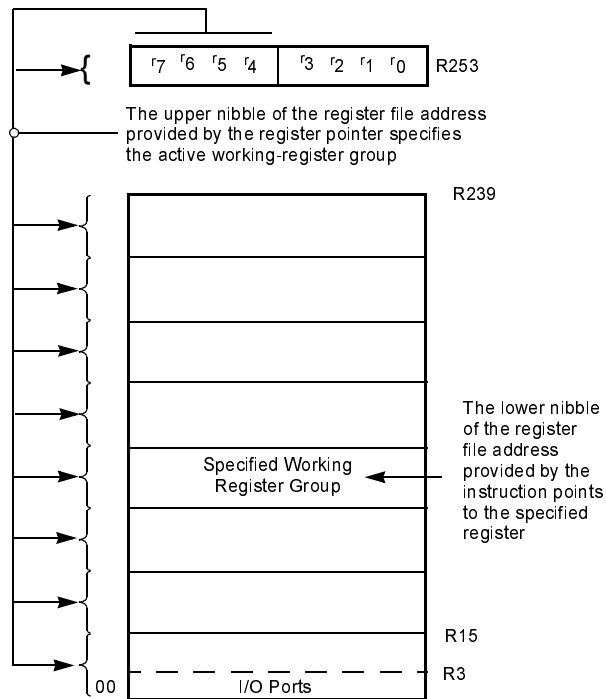 r7 r6 r5 r4 r3 r2 r1 r0 R253
The upper nibble of the register file address
provided by the register pointer specifies
the active working-register group
R239
The lower nibble
of the register
file address
provided by the
instruction points
to the specified
register
Specified Working
Register Group
R15
R3
00 I/O Ports